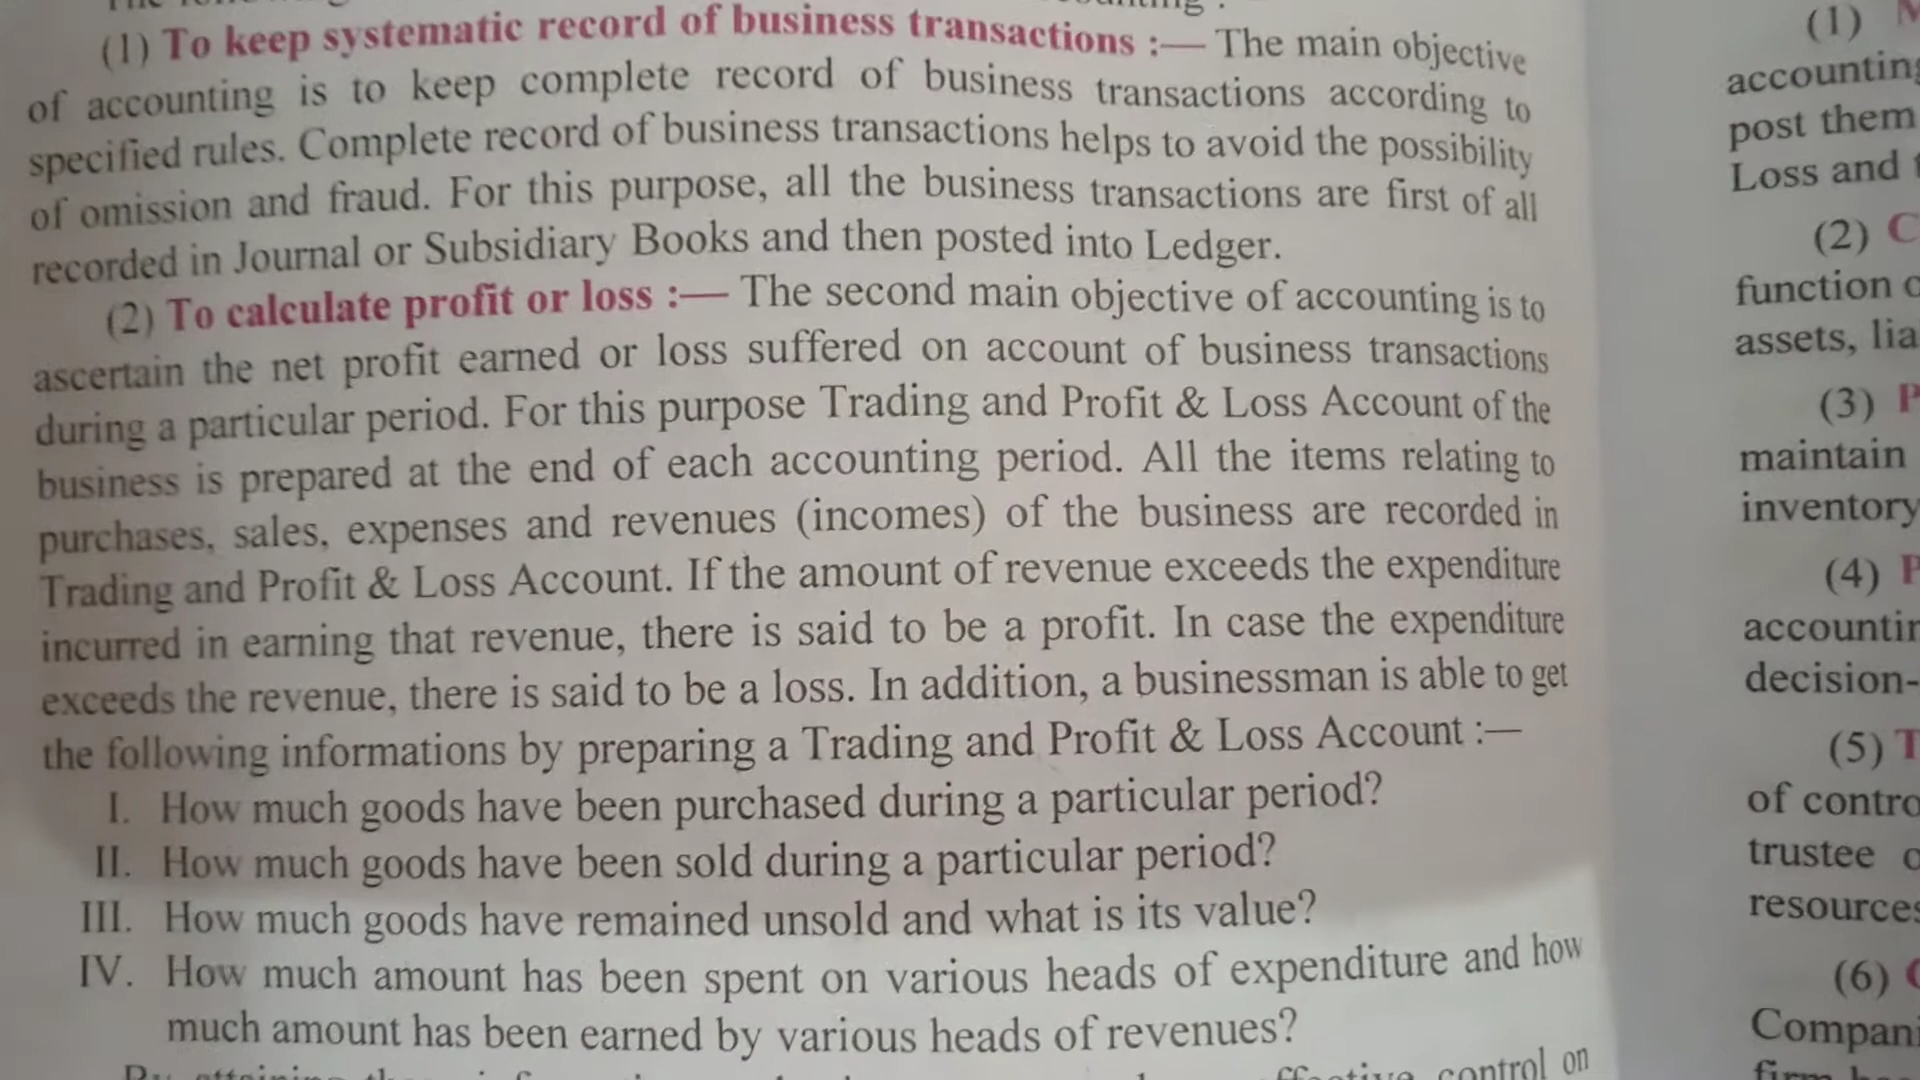 (1) To keep systematic record of business transactions :— The main objective
of accounting is to keep complete record of business transactions according to
specified rules. Complete record of business transactions helps to avoid the possibility
of omission and fraud. For this purpose, all the business transactions are first of all
recorded in Journal or Subsidiary Books and then posted into Ledger.
(2) To calculate profit or loss :— The second main objective of accounting is to
ascertain the net profit earned or loss suffered on account of business transactions
during a particular period. For this purpose Trading and Profit & Loss Account of the
business is prepared at the end of each accounting period. All the items relating to
purchases, sales, expenses and revenues (incomes) of the business are recorded in
Trading and Profit & Loss Account. If the amount of revenue exceeds the expenditure
incurred in earning that revenue, there is said to be a profit. In case the expenditure
exceeds the revenue, there is said to be a loss. In addition, a businessman is able to get
the following informations by preparing a Trading and Profit & Loss Account :—
I. How much goods have been purchased during a particular period?
II. How much goods have been sold during a particular period?
III. How much goods have remained unsold and what is its value?
IV. How much amount has been spent on various heads of expenditure and how
much amount has been earned by various heads of revenues?
control on
(1)
accounting
post them
Loss and
(2)
function
assets,
(3)
maintain
inventory
(4)
decision-
(5)
of
trustee
resources
(6)